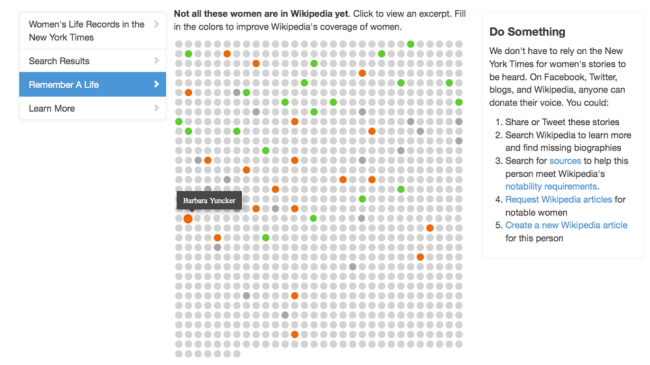 Women's Life Records in the
New York Times
Search Results
Remember A Life
Learn More
Not all these women are in Wikipedia yet. Click to view an excerpt. Fill
in the colors to improve Wikipedia's coverage of women.
Barbara Yuncker
Do Something
We don't have to rely on the New
York Times for women's stories to
be heard. On Facebook, Twitter,
blogs, and Wikipedia, anyone can
donate their voice. You could:
1. Share or Tweet these stories
2. Search Wikipedia to learn more
and find missing biographies
3. Search for sources to help this
person meet Wikipedia's
notability requirements.
4. Request Wikipedia articles for
notable women
5. Create a new Wikipedia article
for this person